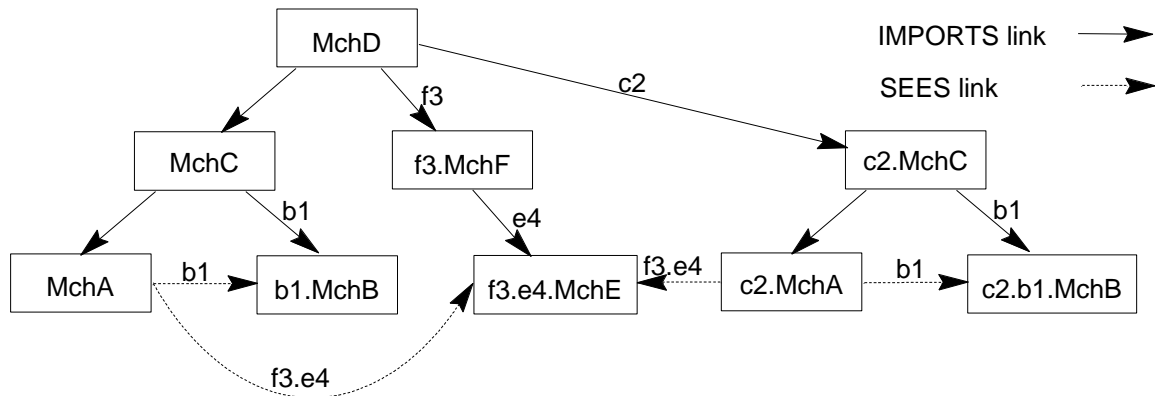 MchD
IMPORTS link
SEES link
f3
c2
MchC
f3.MchF
c2.MchC
b1
e4
b1
MchA
b1
b1.MchB
f3.e4.MchE
f3.e4
c2.MchA
b1
c2.b1.MchB
f3.e4